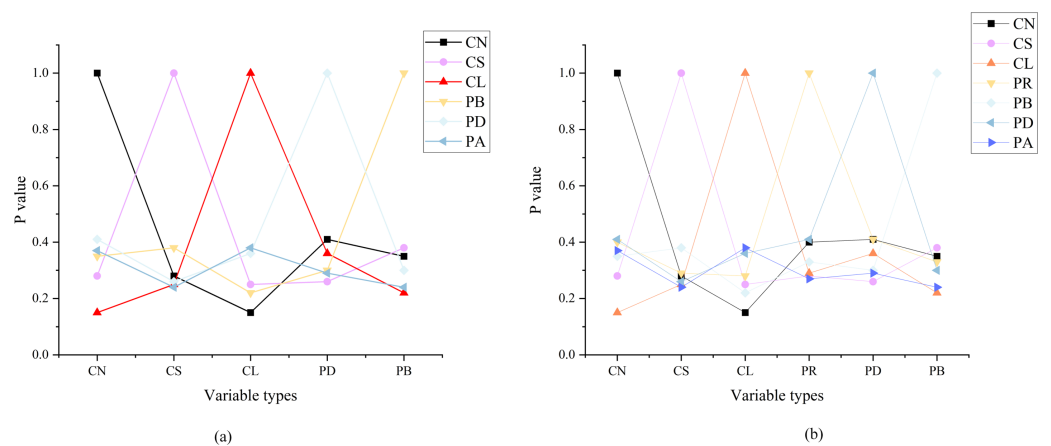 CN
CS
CL
PB
PD
PA
1.0
0.8
0.6
0.4
0.2
0.0
P value
CN CS CL PD PB
Variable types
(a)
CN
CS
CL
PR
PB
PD
PA
1.0
0.8
0.6
0.4
0.2
0.0
P value
CN CS CL PR PD PB
Variable types
(b)